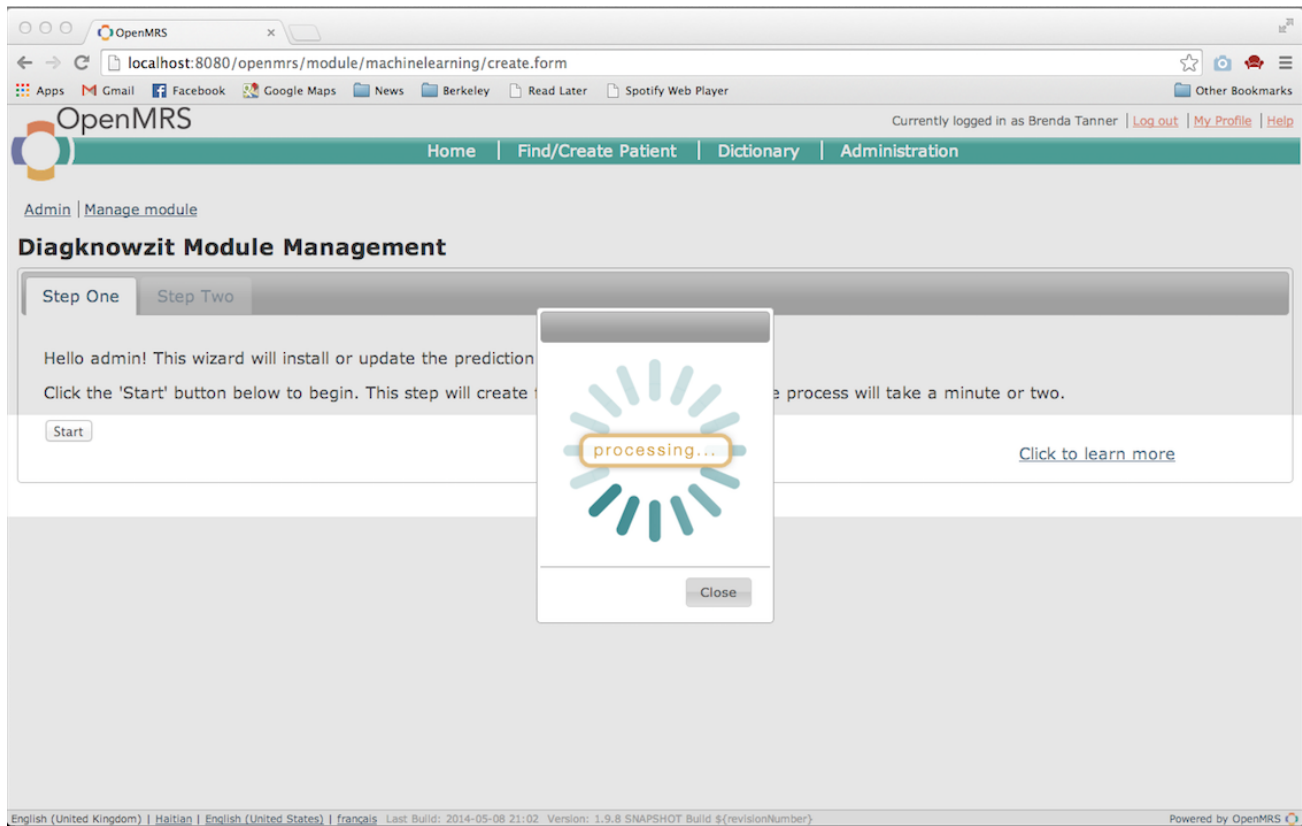 OpenMRS
localhost:8080/openmrs/module/machinelearning/create.form
Apps Gmail Facebook Google Maps News Berkeley Read Later Spotify Web Player Other Bookmarks
OpenMRS
Currently logged in as Brenda Tanner | Log out | My Profile | Help
Home | Find/Create Patient | Dictionary | Administration
Admin | Manage module
Diagknowzit Module Management
Step One Step Two
Hello admin! This wizard will install or update the prediction
Click the 'Start' button below to begin. This step will create process will take a minute or two.
Start
processing...
Click to learn more
Close
English (United Kingdom) | Haitian | English (United States) | français Last Build: 2014-05-08 21:02 Version: 1.9.8 SNAPSHOT Build ${revisionNumber} Powered by OpenMRS